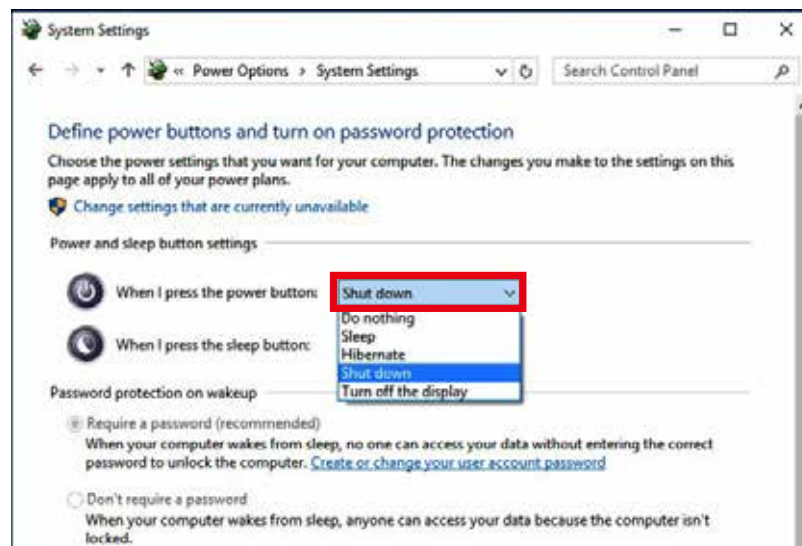 System Settings
« Power Options › System Settings
Search Control Panel
Define power buttons and turn on password protection
Choose the power settings that you want for your computer. The changes you make to the settings on this
page apply to all of your power plans.
Change settings that are currently unavailable
Power and sleep button settings
When I press the power button:
Shut down
Do nothing
Sleep
Hibernate
Shut down
Turn off the display
When I press the sleep button:
Password protection on wakeup
Require a password (recommended)
When your computer wakes from sleep, no one can access your data without entering the correct
password to unlock the computer. Create or change your user account password
Don't require a password
When your computer wakes from sleep, anyone can access your data because the computer isn't
locked.